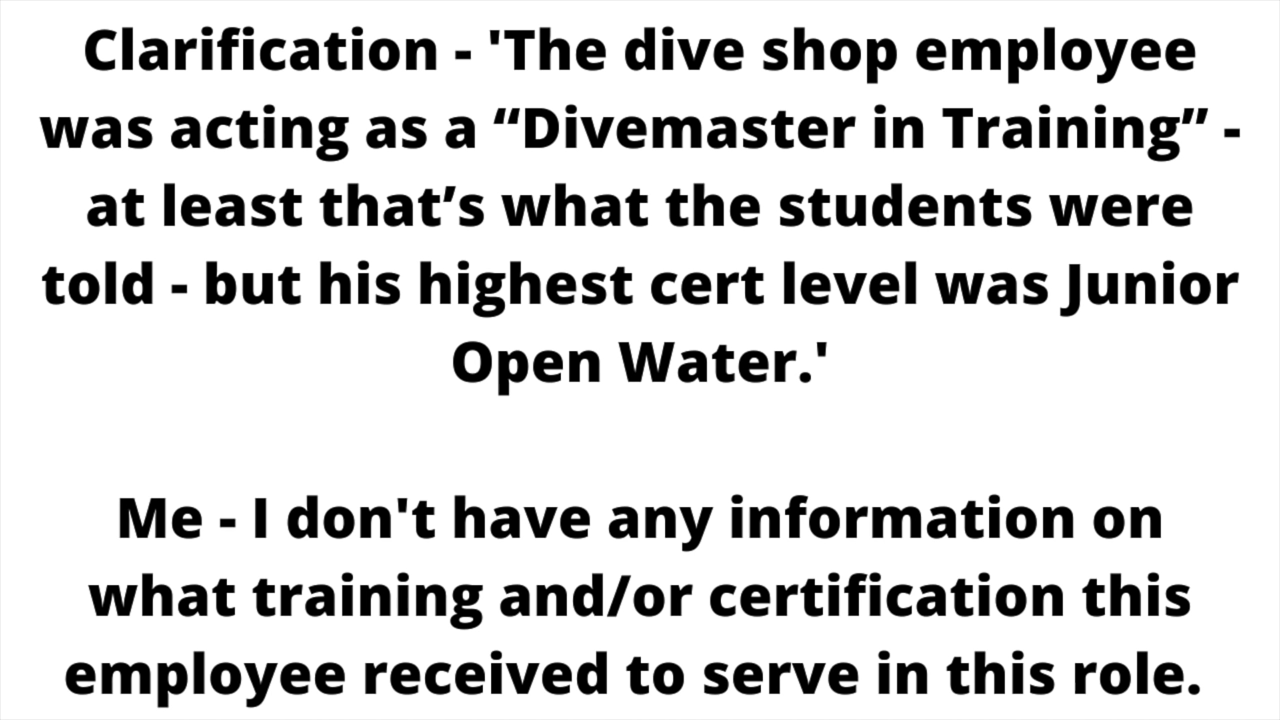 Clarification - 'The dive shop employee
was acting as a “Divemaster in Training” -
at least that’s what the students were
told - but his highest cert level was Junior
Open Water.'
Me - I don't have any information on
what training and/or certification this
employee received to serve in this role.